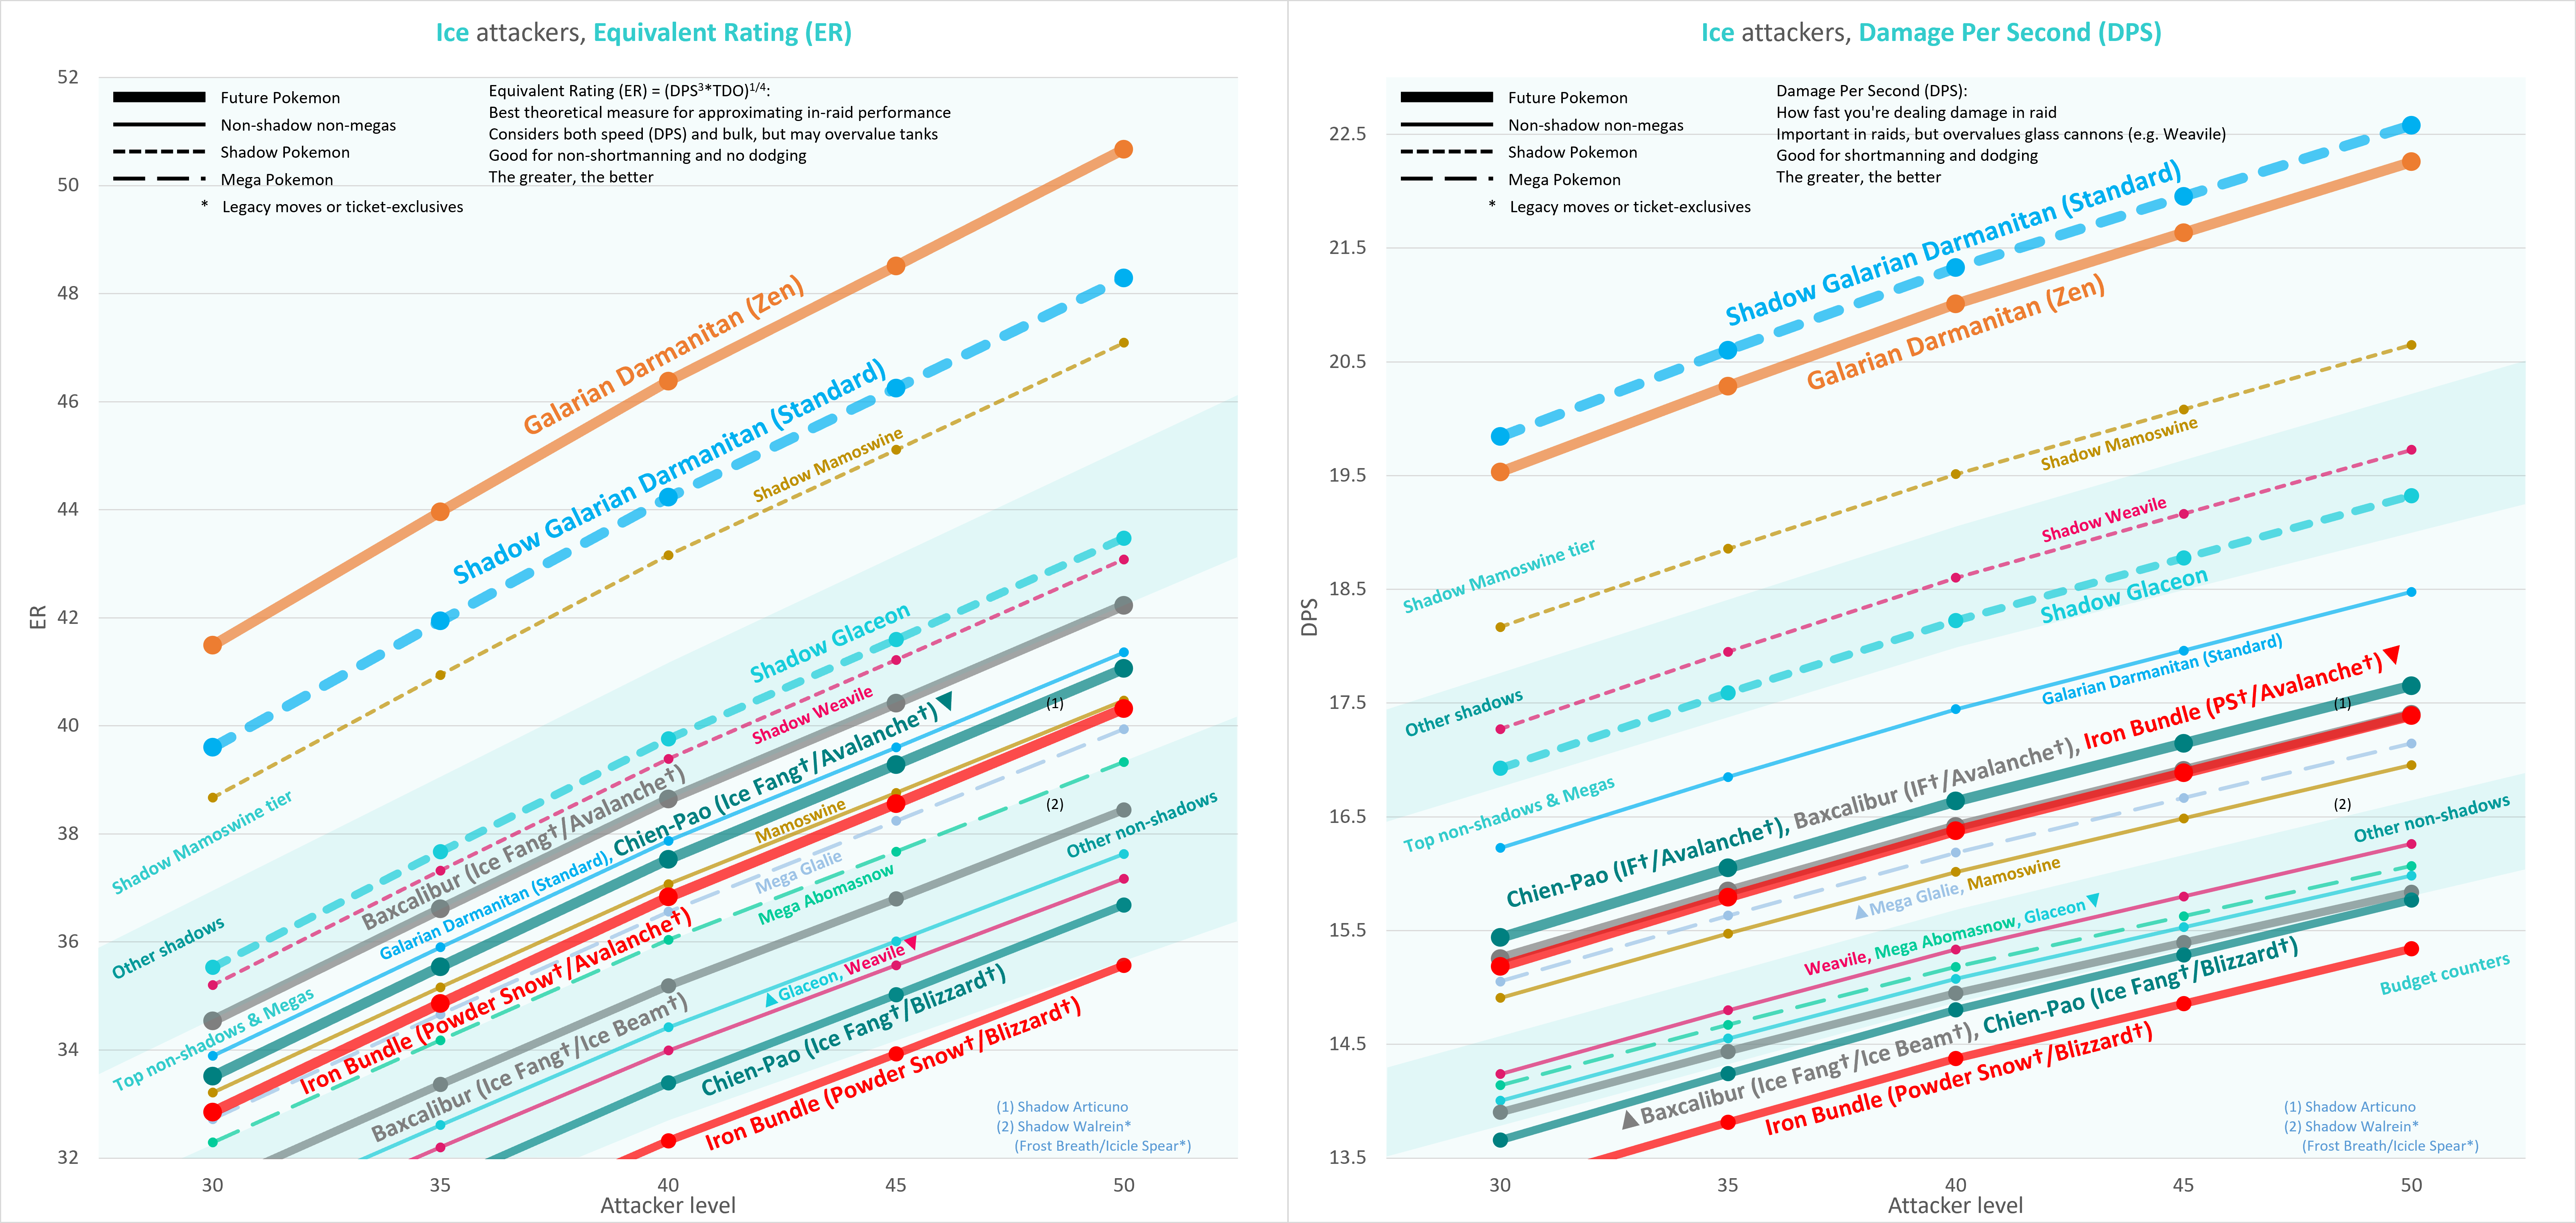 Ice attackers, Equivalent Rating (ER)
52
50
48
46
44
42
40
38
36
34
32
ER
30
35
40
45
50
Attacker level
Future Pokemon
Non-shadow non-megas
Shadow Pokemon
Mega Pokemon
* Legacy moves or ticket-exclusives
Equivalent Rating (ER) = (DPS³*TDO)¹/⁴:
Best theoretical measure for approximating in-raid performance
Considers both speed (DPS) and bulk, but may overvalue tanks
Good for non-shortmanning and no dodging
The greater, the better
Galarian Darmanitan (Zen)
Shadow Galarian Darmanitan (Standard)
Shadow Mamoswine
Shadow Glaceon
Shadow Weavile
Baxcalibur (Ice Fang†/Avalanche†)
Galarian Darmanitan (Standard), Chien-Pao (Ice Fang†/Avalanche†)▼
(1)
Mamoswine
Iron Bundle (Powder Snow†/Avalanche†)
Mega Glalie
Mega Abomasnow
(2)
Baxcalibur (Ice Fang†/Ice Beam†)
▲Glaceon, Weavile▼
Chien-Pao (Ice Fang†/Blizzard†)
Iron Bundle (Powder Snow†/Blizzard†)
Shadow Mamoswine tier
Other shadows
Top non-shadows & Megas
Other non-shadows
(1) Shadow Articuno
(2) Shadow Walrein*
(Frost Breath/Icicle Spear*)
Ice attackers, Damage Per Second (DPS)
22.5
21.5
20.5
19.5
18.5
17.5
16.5
15.5
14.5
13.5
DPS
30
35
40
45
50
Attacker level
Future Pokemon
Non-shadow non-megas
Shadow Pokemon
Mega Pokemon
* Legacy moves or ticket-exclusives
Damage Per Second (DPS):
How fast you're dealing damage in raid
Important in raids, but overvalues glass cannons (e.g. Weavile)
Good for shortmanning and dodging
The greater, the better
Shadow Galarian Darmanitan (Standard)
Galarian Darmanitan (Zen)
Shadow Mamoswine
Shadow Weavile
Shadow Glaceon
Galarian Darmanitan (Standard)
Chien-Pao (IF†/Avalanche†), Baxcalibur (IF†/Avalanche†), Iron Bundle (PS†/Avalanche†)▼
(1)
▲Mega Glalie, Mamoswine
(2)
Weavile, Mega Abomasnow, Glaceon▼
▲Baxcalibur (Ice Fang†/Ice Beam†), Chien-Pao (Ice Fang†/Blizzard†)
Iron Bundle (Powder Snow†/Blizzard†)
Shadow Mamoswine tier
Other shadows
Top non-shadows & Megas
Other non-shadows
Budget counters
(1) Shadow Articuno
(2) Shadow Walrein*
(Frost Breath/Icicle Spear*)